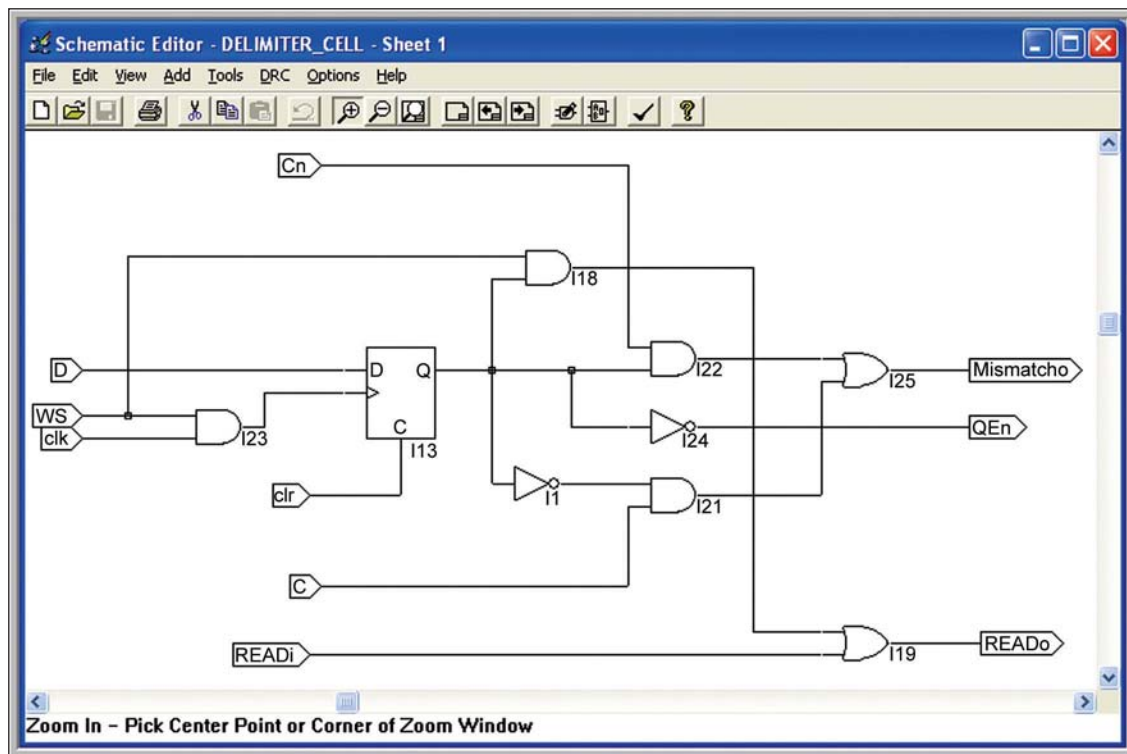 Schematic Editor - DELIMITER_CELL - Sheet 1
File Edit View Add Tools DRC Options Help
Cn
I18
D
D Q
I22
I25
Mismatcho
WS
clk
I23
C
I13
I24
QEn
clr
I1
I21
C
READi
I19
READo
Zoom In - Pick Center Point or Corner of Zoom Window